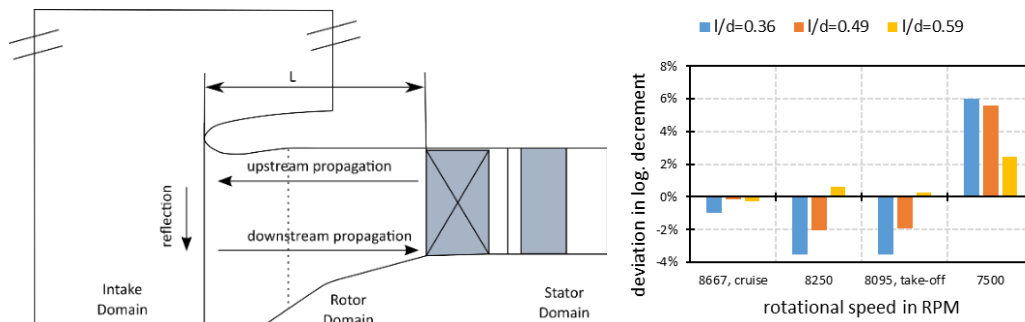 L
upstream propagation
reflection
downstream propagation
Intake
Domain
Rotor
Domain
Stator
Domain
l/d=0.36 l/d=0.49 l/d=0.59
deviation in log. decrement
8%
6%
4%
2%
0%
-2%
-4%
8667, cruise 8250 8095, take-off 7500
rotational speed in RPM